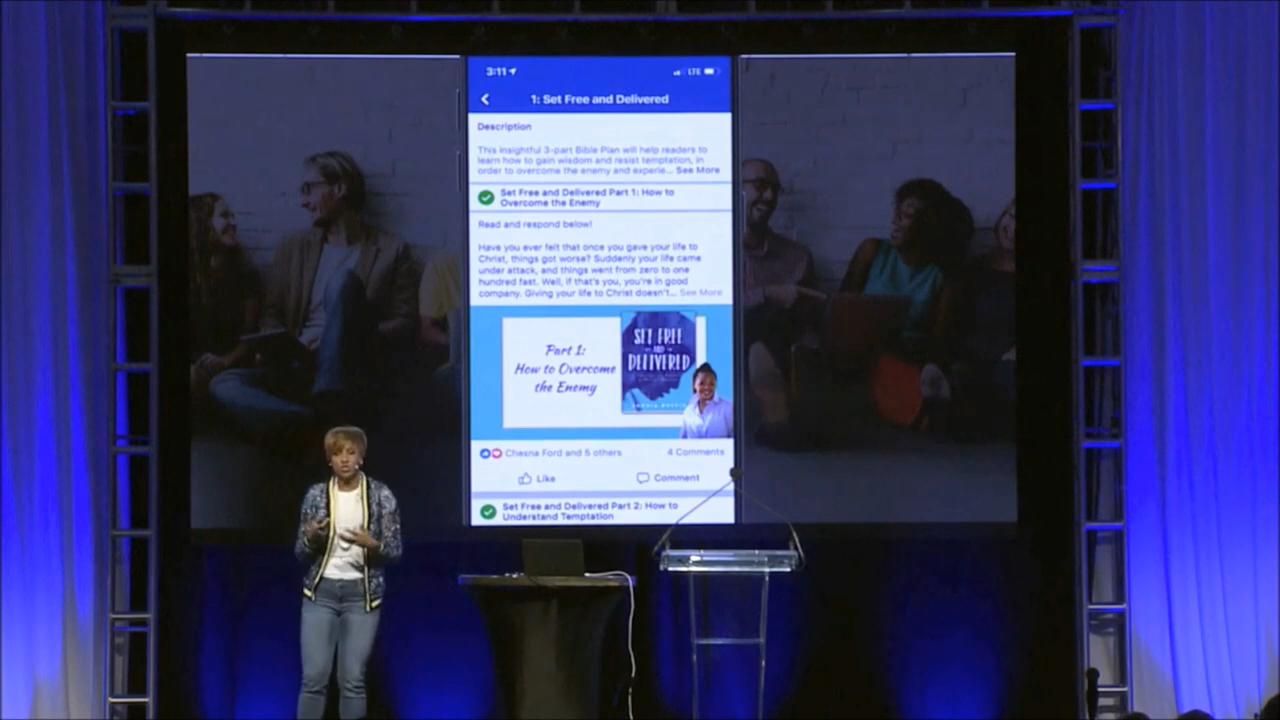 3:11
LTE
1: Set Free and Delivered
Description
This insightful 3-part Bible Plan will help readers to
learn how to gain wisdom and resist temptation, in
order to overcome the enemy and experie... See More
Set Free and Delivered Part 1: How to
Overcome the Enemy
Read and respond below!
Have you ever felt that once you gave your life to
Christ, things got worse? Suddenly your life came
under attack, and things went from zero to one
hundred fast. Well, if that's you, you're in good
company. Giving your life to Christ doesn't... See More
Part 1:
How to Overcome
the Enemy
SET FREE
AND
DELIVERED
Chesna Ford and 5 others
4 Comments
Like
Comment
Set Free and Delivered Part 2: How to
Understand Temptation